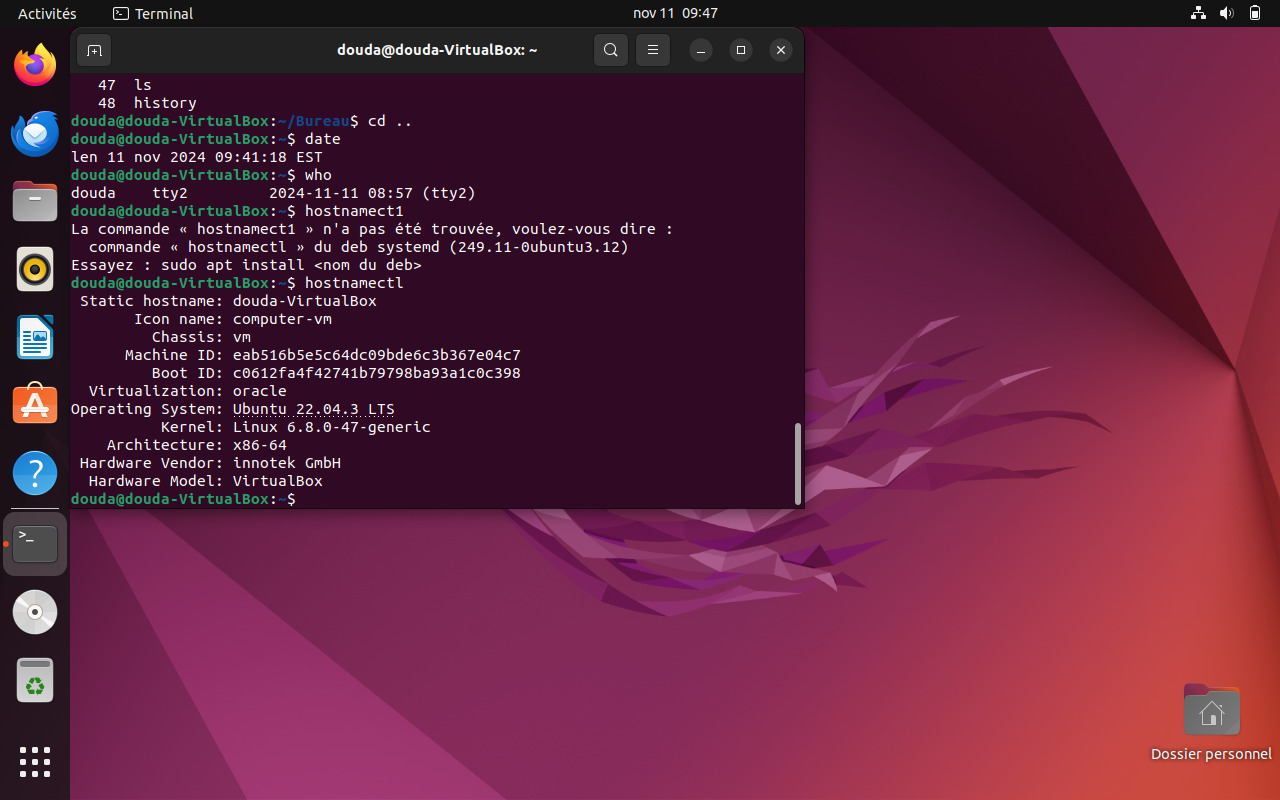 Activités
Terminal
nov 11 09:47
douda@douda-VirtualBox: ~
47 ls
48 history
douda@douda-VirtualBox:~/Bureau$ cd ..
douda@douda-VirtualBox:~$ date
len 11 nov 2024 09:41:18 EST
douda@douda-VirtualBox:~$ who
douda tty2 2024-11-11 08:57 (tty2)
douda@douda-VirtualBox:~$ hostnamect1
La commande « hostnamect1 » n'a pas été trouvée, voulez-vous dire :
commande « hostnamectl » du deb systemd (249.11-0ubuntu3.12)
Essayez : sudo apt install <nom du deb>
douda@douda-VirtualBox:~$ hostnamectl
Static hostname: douda-VirtualBox
Icon name: computer-vm
Chassis: vm
Machine ID: eab516b5e5c64dc09bde6c3b367e04c7
Boot ID: c0612fa4f42741b79798ba93a1c0c398
Virtualization: oracle
Operating System: Ubuntu 22.04.3 LTS
Kernel: Linux 6.8.0-47-generic
Architecture: x86-64
Hardware Vendor: innotek GmbH
Hardware Model: VirtualBox
douda@douda-VirtualBox:~$
Dossier personnel